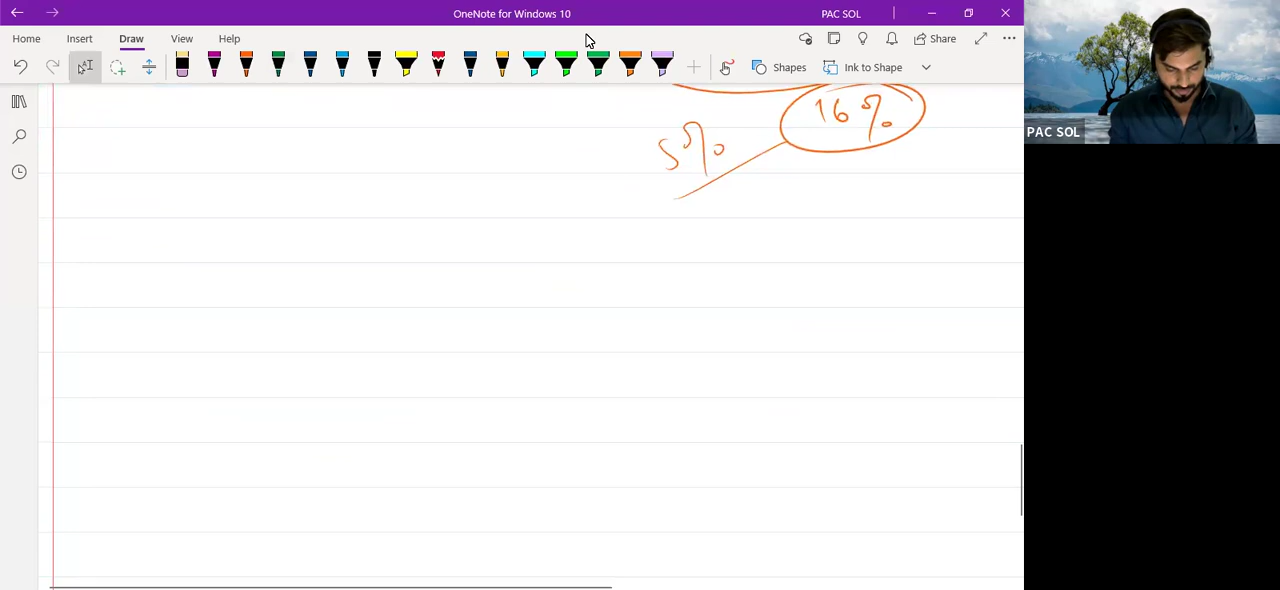 OneNote for Windows 10
PAC SOL
Home Insert Draw View Help
Share
Shapes
Ink to Shape
16%
5%
PAC SOL